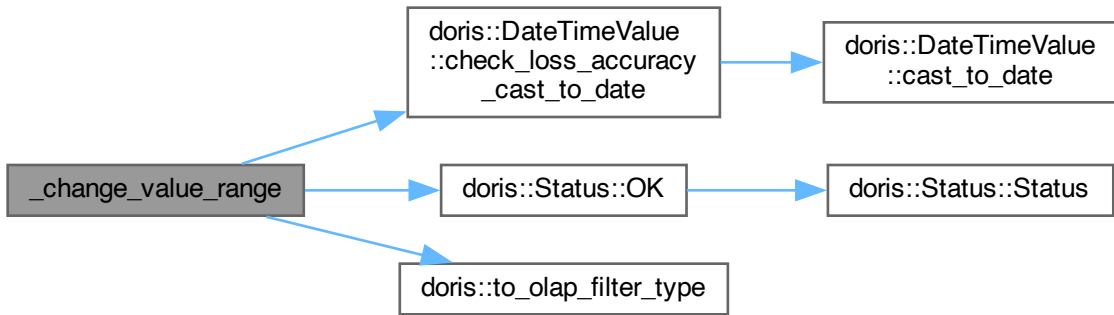 _change_value_range
doris::DateTimeValue
::check_loss_accuracy
_cast_to_date
doris::DateTimeValue
::cast_to_date
doris::Status::OK
doris::Status::Status
doris::to_olap_filter_type